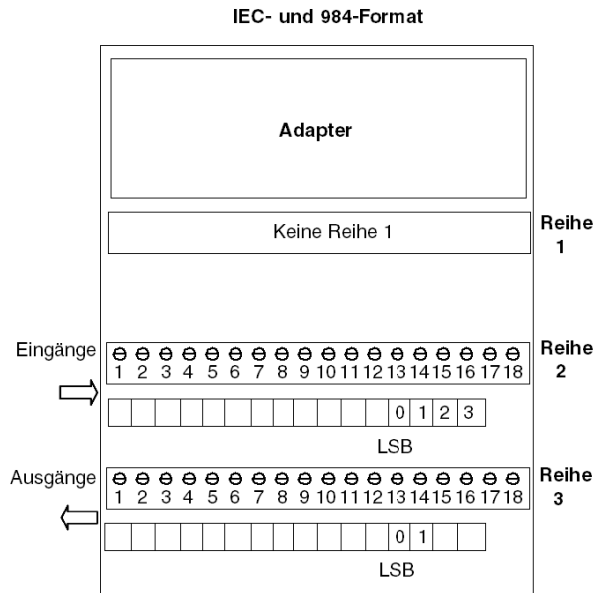 IEC- und 984-Format
Adapter
Keine Reihe 1
Reihe
1
Eingänge
1 2 3 4 5 6 7 8 9 10 11 12 13 14 15 16 17 18
Reihe
2
0 1 2 3
LSB
Ausgänge
1 2 3 4 5 6 7 8 9 10 11 12 13 14 15 16 17 18
Reihe
3
0 1
LSB